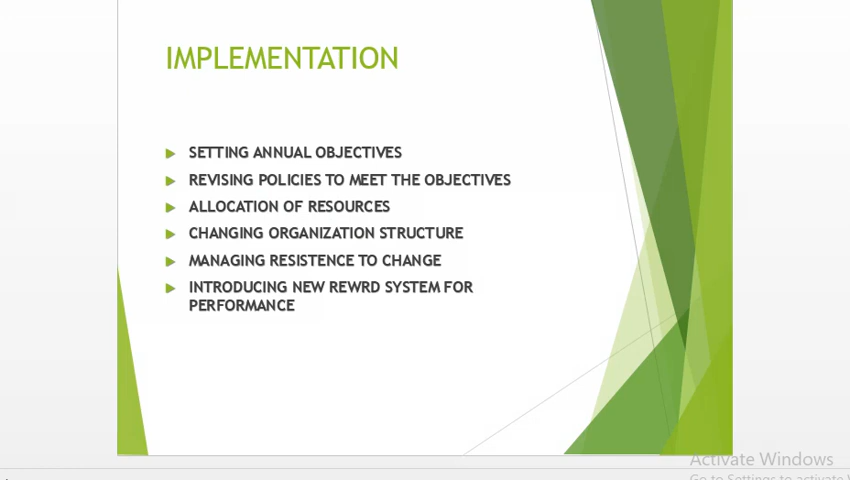 IMPLEMENTATION
SETTING ANNUAL OBJECTIVES
REVISING POLICIES TO MEET THE OBJECTIVES
ALLOCATION OF RESOURCES
CHANGING ORGANIZATION STRUCTURE
MANAGING RESISTENCE TO CHANGE
INTRODUCING NEW REWRD SYSTEM FOR
PERFORMANCE
Activate Windows
Go to Settings to activate W